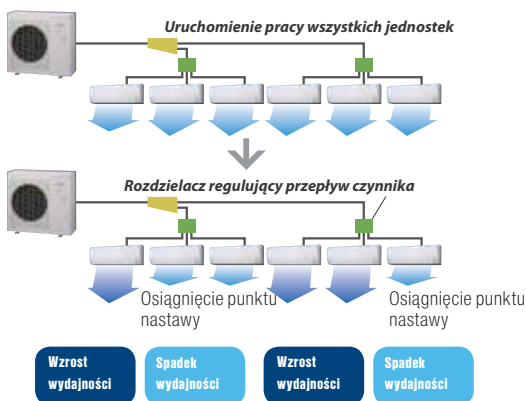 Uruchomienie pracy wszystkich jednostek
Rozdzielacz regulujący przepływ czynnika
Osiągnięcie punktu
nastawy
Osiągnięcie punktu
nastawy
Wzrost
wydajności
Spadek
wydajności
Wzrost
wydajności
Spadek
wydajności